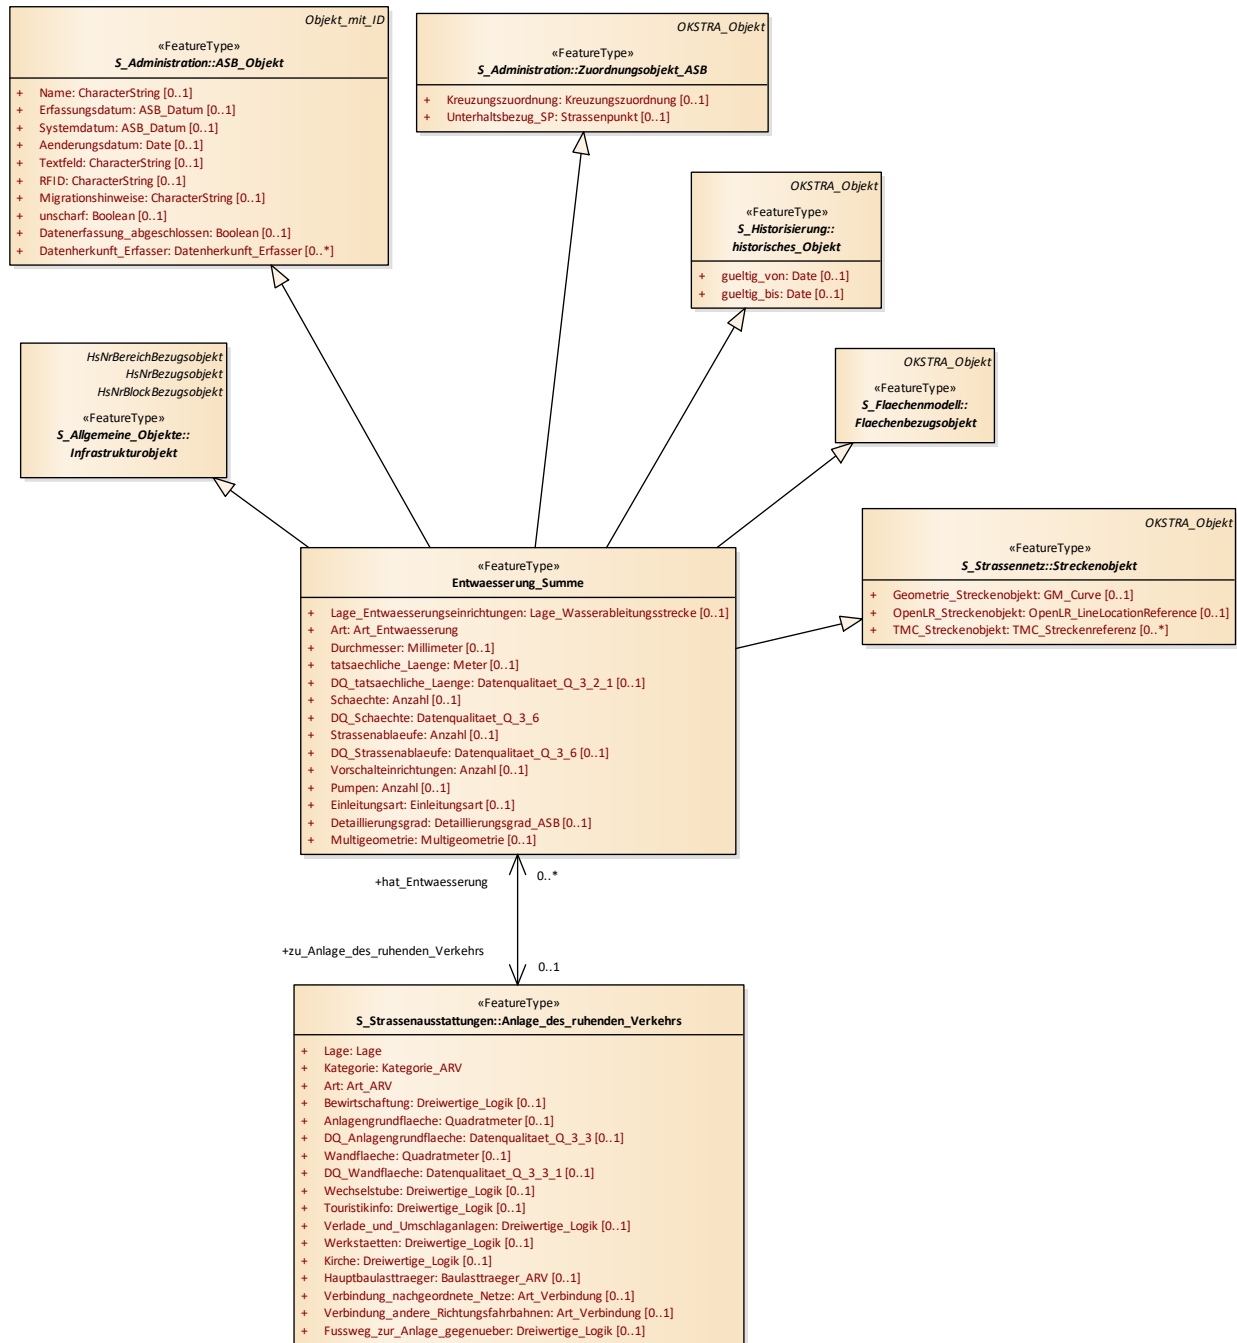 Objekt_mit_ID
«FeatureType»
S_Administration::ASB_Objekt
+ Name: CharacterString [0..1]
+ Erfassungsdatum: ASB_Datum [0..1]
+ Systemdatum: ASB_Datum [0..1]
+ Aenderungsdatum: Date [0..1]
+ Textfeld: CharacterString [0..1]
+ RFID: CharacterString [0..1]
+ Migrationshinweise: CharacterString [0..1]
+ unscharf: Boolean [0..1]
+ Datenerfassung_abgeschlossen: Boolean [0..1]
+ Datenherkunft_Erfasser: Datenherkunft_Erfasser [0..*]
OKSTRA_Objekt
«FeatureType»
S_Administration::Zuordnungsobjekt_ASB
+ Kreuzungszuordnung: Kreuzungszuordnung [0..1]
+ Unterhaltsbezug_SP: Strassenpunkt [0..1]
OKSTRA_Objekt
«FeatureType»
S_Historisierung::
historisches_Objekt
+ gueltig_von: Date [0..1]
+ gueltig_bis: Date [0..1]
HsNrBereichBezugsobjekt
HsNrBezugsobjekt
HsNrBlockBezugsobjekt
«FeatureType»
S_Allgemeine_Objekte::
Infrastrukturobjekt
OKSTRA_Objekt
«FeatureType»
S_Flaechenmodell::
Flaechenbezugsobjekt
OKSTRA_Objekt
«FeatureType»
S_Strassennetz::Streckenobjekt
+ Geometrie_Streckenobjekt: GM_Curve [0..1]
+ OpenLR_Streckenobjekt: OpenLR_LineLocationReference [0..1]
+ TMC_Streckenobjekt: TMC_Streckenreferenz [0..*]
«FeatureType»
Entwaesserung_Summe
+ Lage_Entwaesserungseinrichtungen: Lage_Wasserableitungsstrecke [0..1]
+ Art: Art_Entwaesserung
+ Durchmesser: Millimeter [0..1]
+ tatsaechliche_Laenge: Meter [0..1]
+ DQ_tatsaechliche_Laenge: Datenqualitaet_Q_3_2_1 [0..1]
+ Schaechte: Anzahl [0..1]
+ DQ_Schaechte: Datenqualitaet_Q_3_6
+ Strassenablaeufe: Anzahl [0..1]
+ DQ_Strassenablaeufe: Datenqualitaet_Q_3_6 [0..1]
+ Vorschalteinrichtungen: Anzahl [0..1]
+ Pumpen: Anzahl [0..1]
+ Einleitungsart: Einleitungsart [0..1]
+ Detaillierungsgrad: Detaillierungsgrad_ASB [0..1]
+ Multigeometrie: Multigeometrie [0..1]
+hat_Entwaesserung 0..*
+zu_Anlage_des_ruhenden_Verkehrs
0..1
«FeatureType»
S_Strassenausstattungen::Anlage_des_ruhenden_Verkehrs
+ Lage: Lage
+ Kategorie: Kategorie_ARV
+ Art: Art_ARV
+ Bewirtschaftung: Dreiwertige_Logik [0..1]
+ Anlagengrundflaeche: Quadratmeter [0..1]
+ DQ_Anlagengrundflaeche: Datenqualitaet_Q_3_3 [0..1]
+ Wandflaeche: Quadratmeter [0..1]
+ DQ_Wandflaeche: Datenqualitaet_Q_3_3_1 [0..1]
+ Wechselstube: Dreiwertige_Logik [0..1]
+ Touristikinfo: Dreiwertige_Logik [0..1]
+ Verlade_und_Umschlaganlagen: Dreiwertige_Logik [0..1]
+ Werkstaetten: Dreiwertige_Logik [0..1]
+ Kirche: Dreiwertige_Logik [0..1]
+ Hauptbaulasttraeger: Baulasttraeger_ARV [0..1]
+ Verbindung_nachgeordnete_Netze: Art_Verbindung [0..1]
+ Verbindung_andere_Richtungsfahrbahnen: Art_Verbindung [0..1]
+ Fussweg_zur_Anlage_gegenueber: Dreiwertige_Logik [0..1]